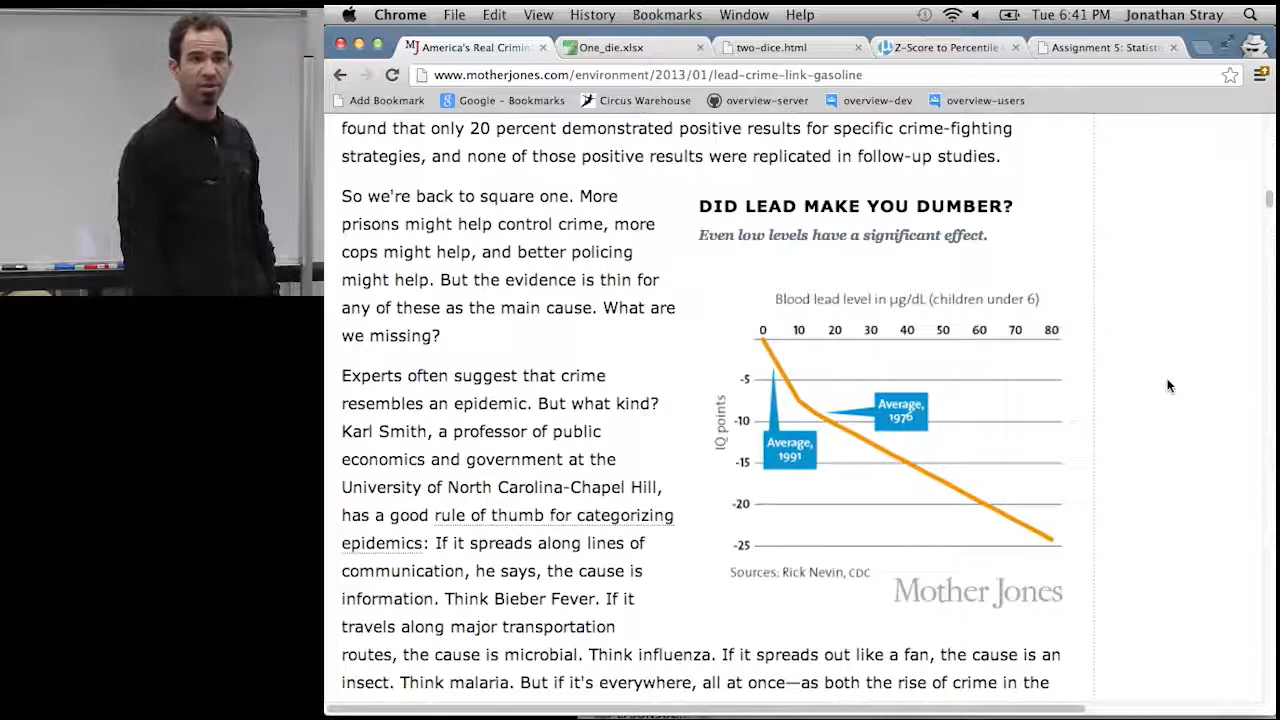 Chrome File Edit View History Bookmarks Window Help Tue 6:41 PM Jonathan Stray
MJ America's Real Crimin One_die.xlsx two-dice.html Z-Score to Percentile Assignment 5: Statist
www.motherjones.com/environment/2013/01/lead-crime-link-gasoline
Add Bookmark Google - Bookmarks Circus Warehouse overview-server overview-dev overview-users
found that only 20 percent demonstrated positive results for specific crime-fighting
strategies, and none of those positive results were replicated in follow-up studies.
So we're back to square one. More
prisons might help control crime, more
cops might help, and better policing
might help. But the evidence is thin for
any of these as the main cause. What are
we missing?
Experts often suggest that crime
resembles an epidemic. But what kind?
Karl Smith, a professor of public
economics and government at the
University of North Carolina-Chapel Hill,
has a good rule of thumb for categorizing
epidemics: If it spreads along lines of
communication, he says, the cause is
information. Think Bieber Fever. If it
travels along major transportation
DID LEAD MAKE YOU DUMBER?
Even low levels have a significant effect.
Blood lead level in µg/dL (children under 6)
0 10 20 30 40 50 60 70 80
-5
-10
-15
-20
-25
IQ points
Average,
1976
Average,
1991
Sources: Rick Nevin, CDC
Mother Jones
routes, the cause is microbial. Think influenza. If it spreads out like a fan, the cause is an
insect. Think malaria. But if it's everywhere, all at once—as both the rise of crime in the